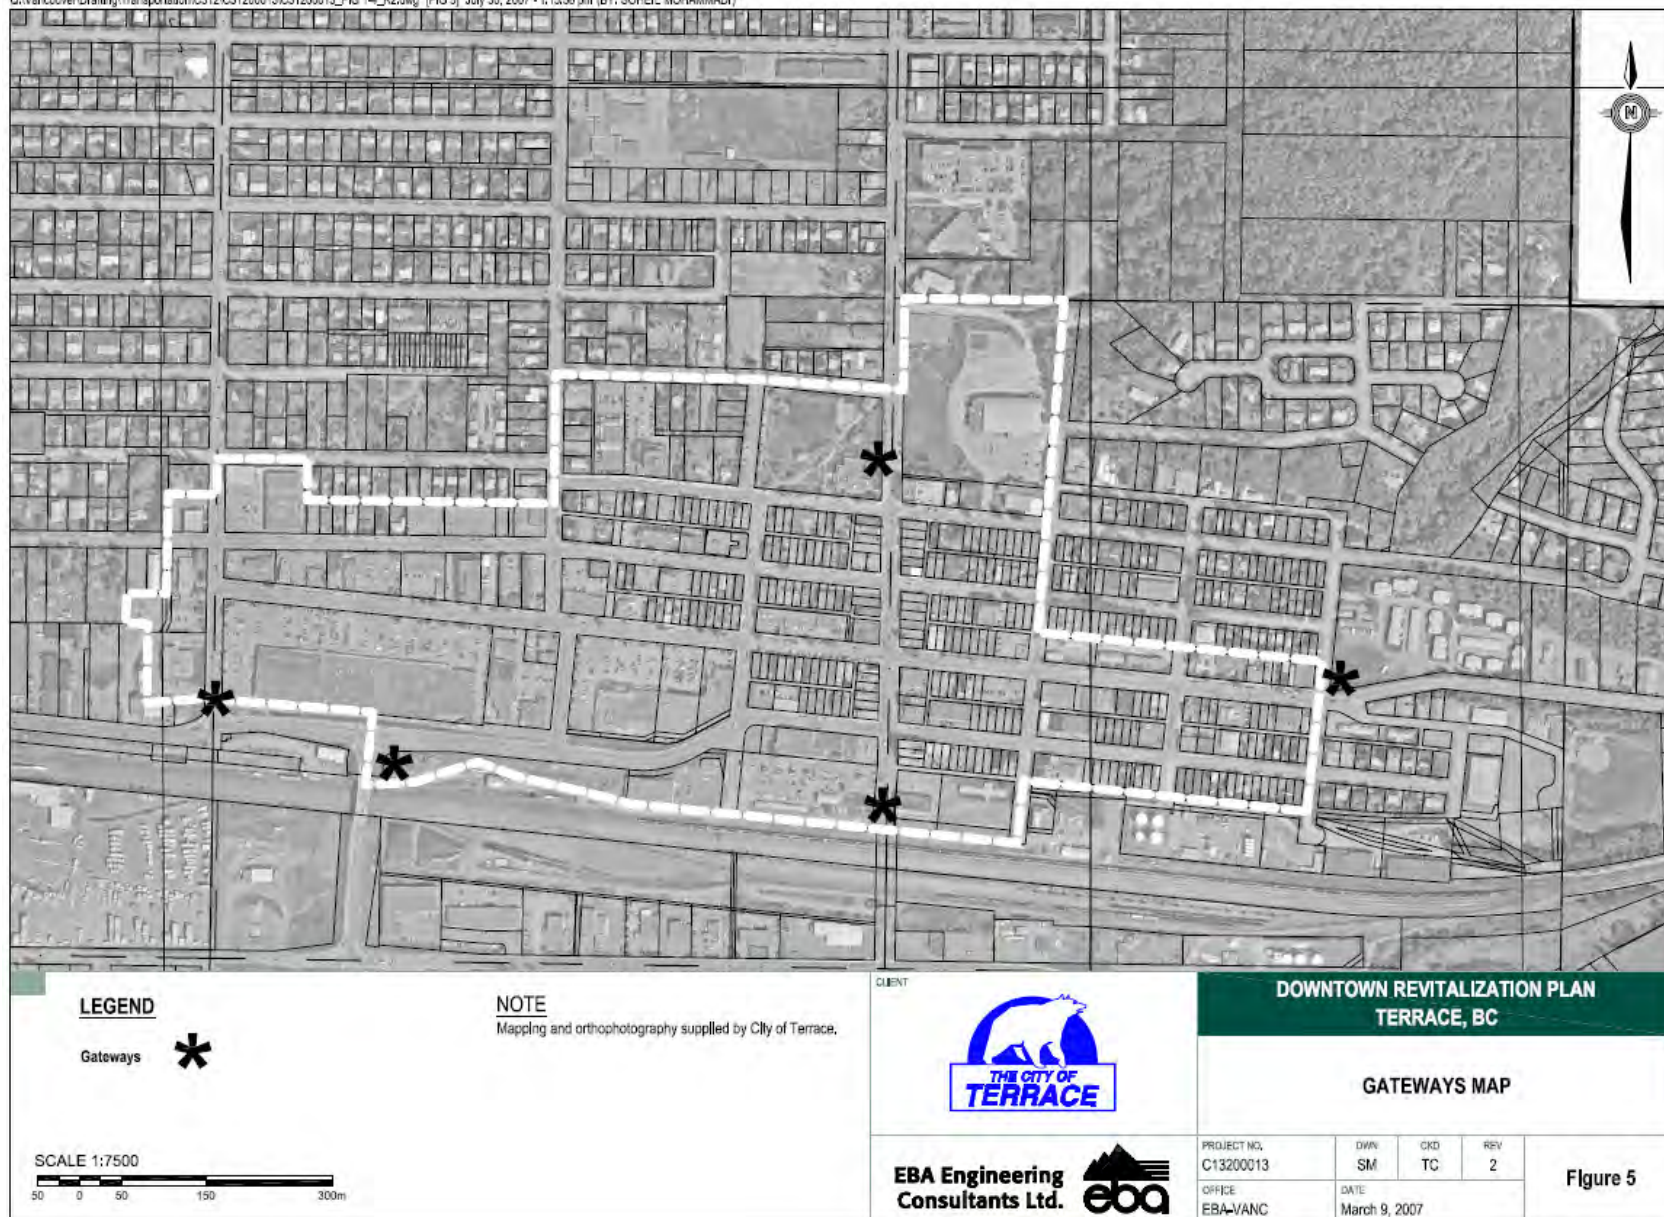 LEGEND
Gateways
NOTE
Mapping and orthophotography supplied by City of Terrace.
SCALE 1:7500
50 0 50 150 300m
CLIENT
THE CITY OF
TERRACE
EBA Engineering
Consultants Ltd.
eba
DOWNTOWN REVITALIZATION PLAN
TERRACE, BC
GATEWAYS MAP
PROJECT NO.
C13200013
DWN
SM
CKD
TC
REV
2
OFFICE
EBA-VANC
DATE
March 9, 2007
Figure 5
N